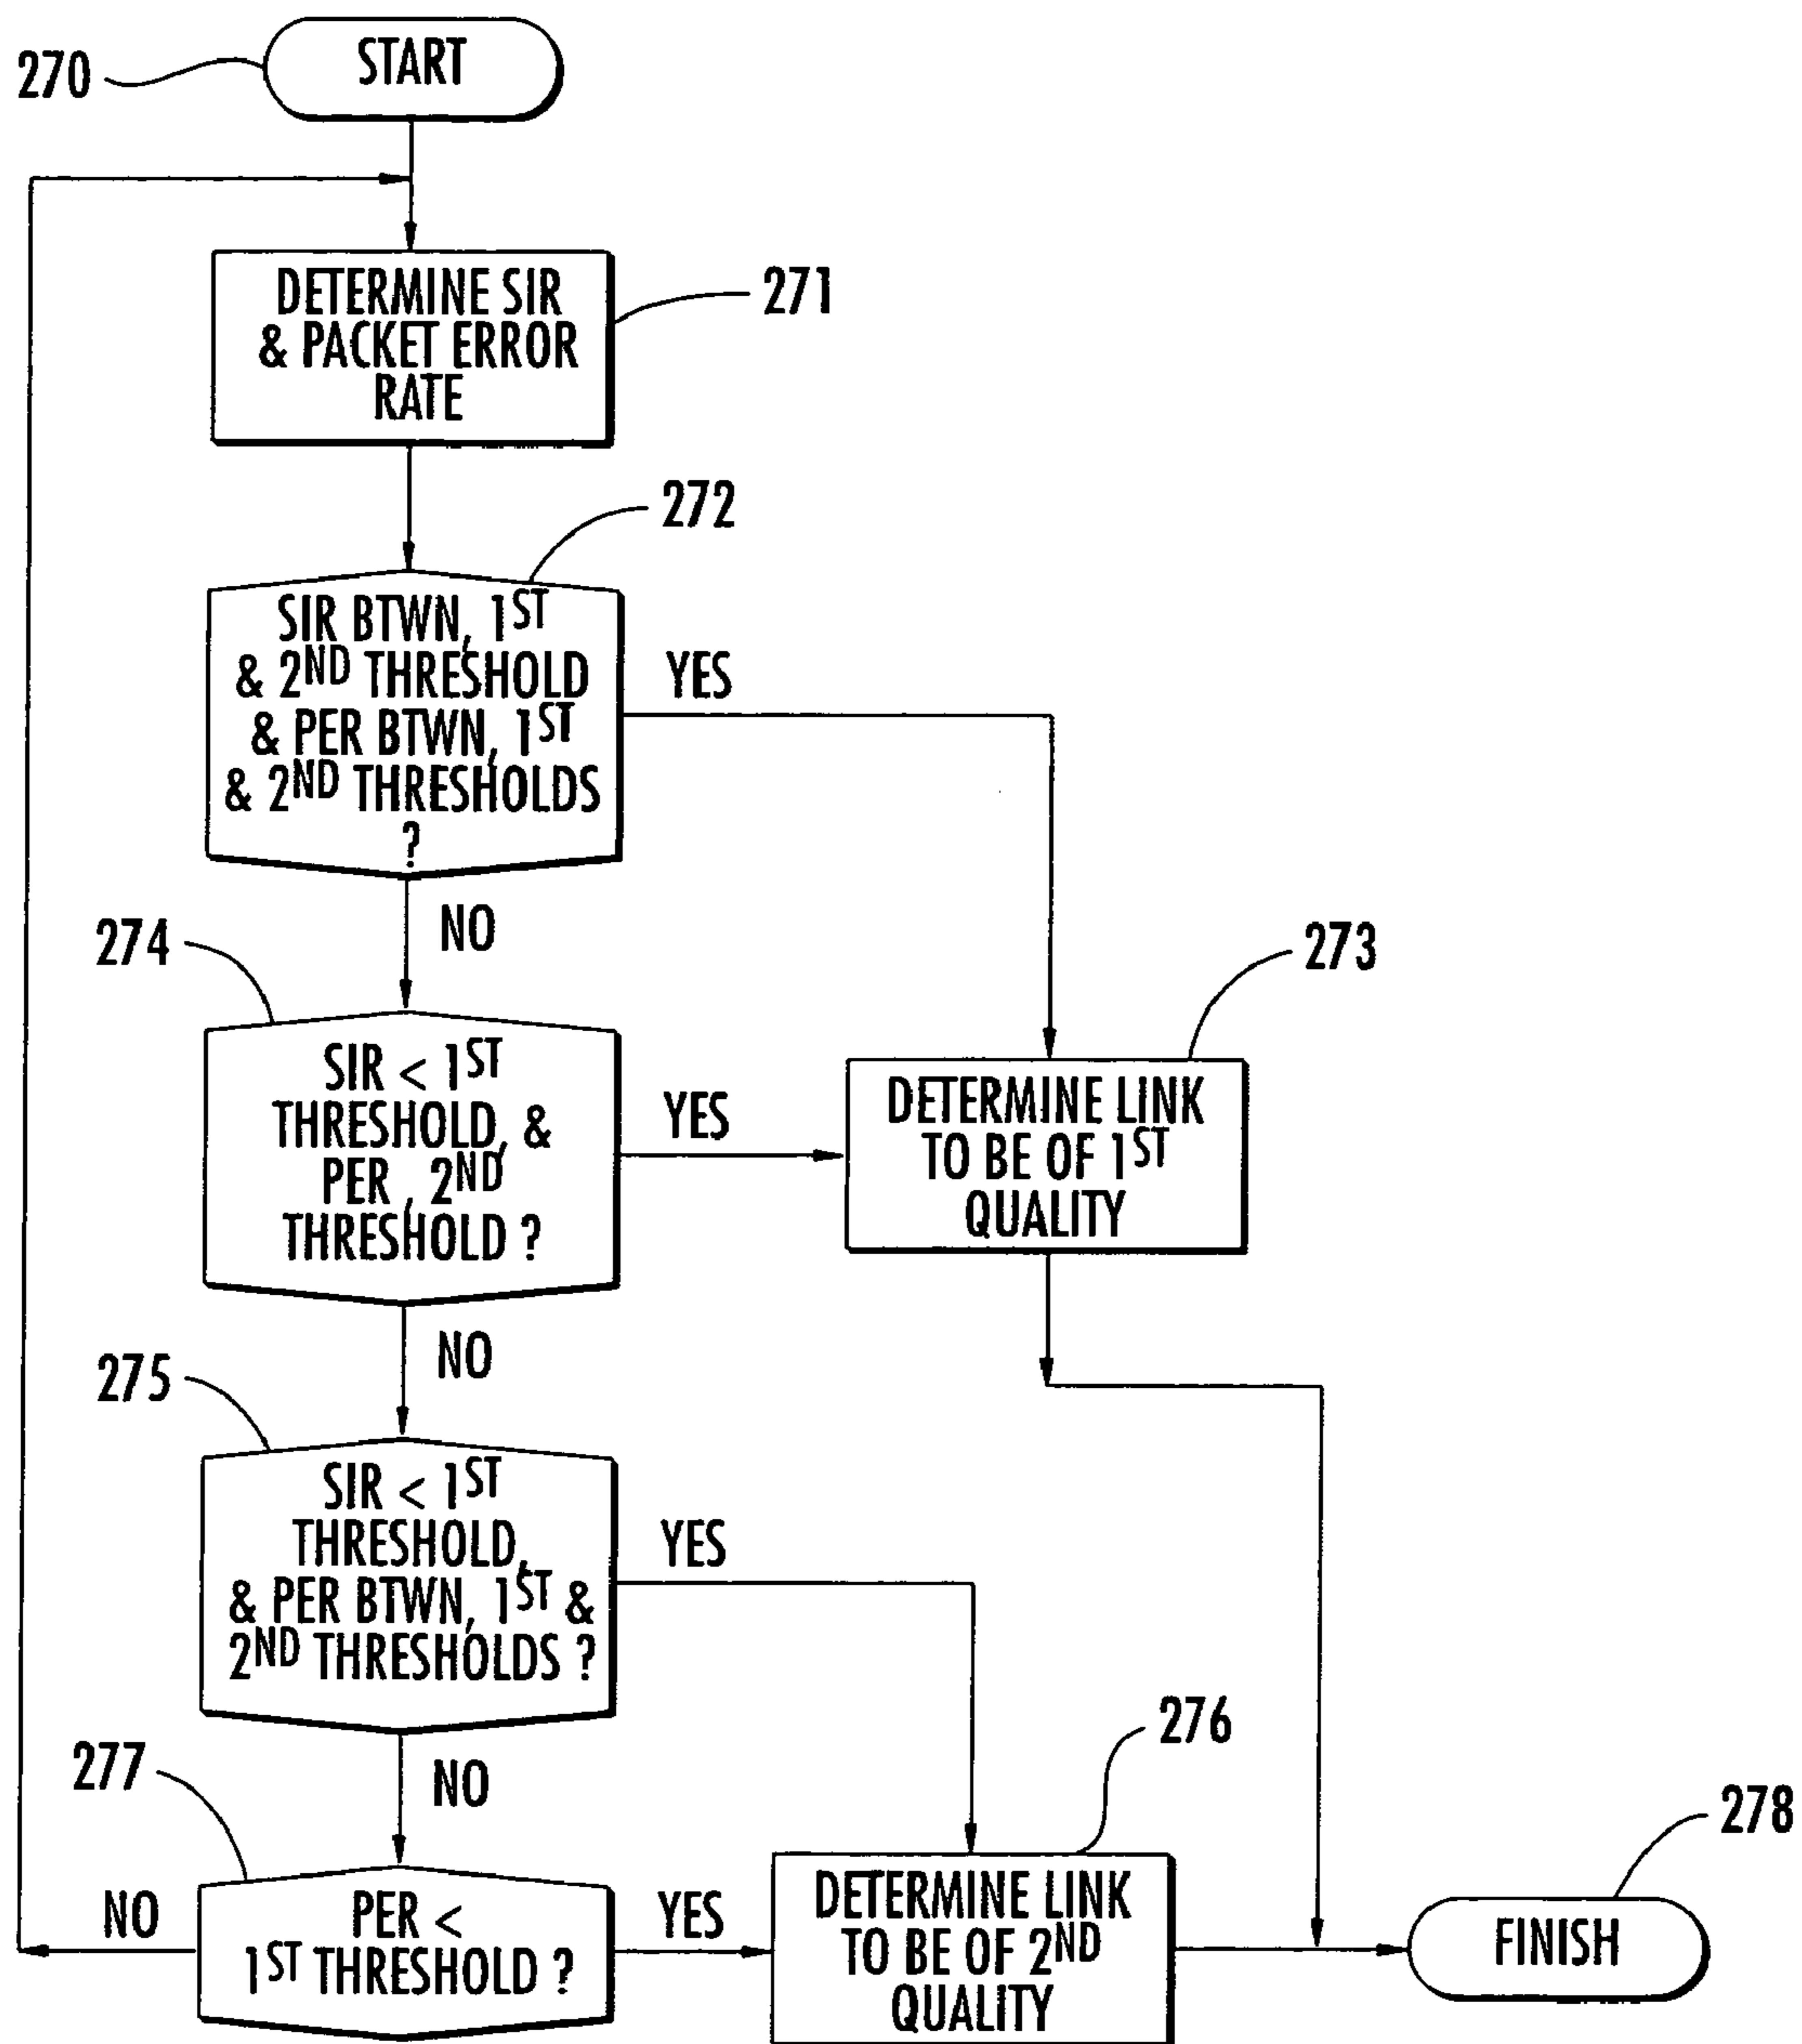 270
START
DETERMINE SIR
& PACKET ERROR
RATE
271
272
SIR BTWN, 1ST
& 2ND THRESHOLD
& PER BTWN, 1ST
& 2ND THRESHOLDS
?
YES
NO
274
SIR < 1ST
THRESHOLD, &
PER , 2ND
THRESHOLD ?
YES
273
DETERMINE LINK
TO BE OF 1ST
QUALITY
NO
275
SIR < 1ST
THRESHOLD,
& PER BTWN, 1ST &
2ND THRESHOLDS ?
YES
NO
277
PER <
1ST THRESHOLD ?
NO
YES
276
DETERMINE LINK
TO BE OF 2ND
QUALITY
278
FINISH